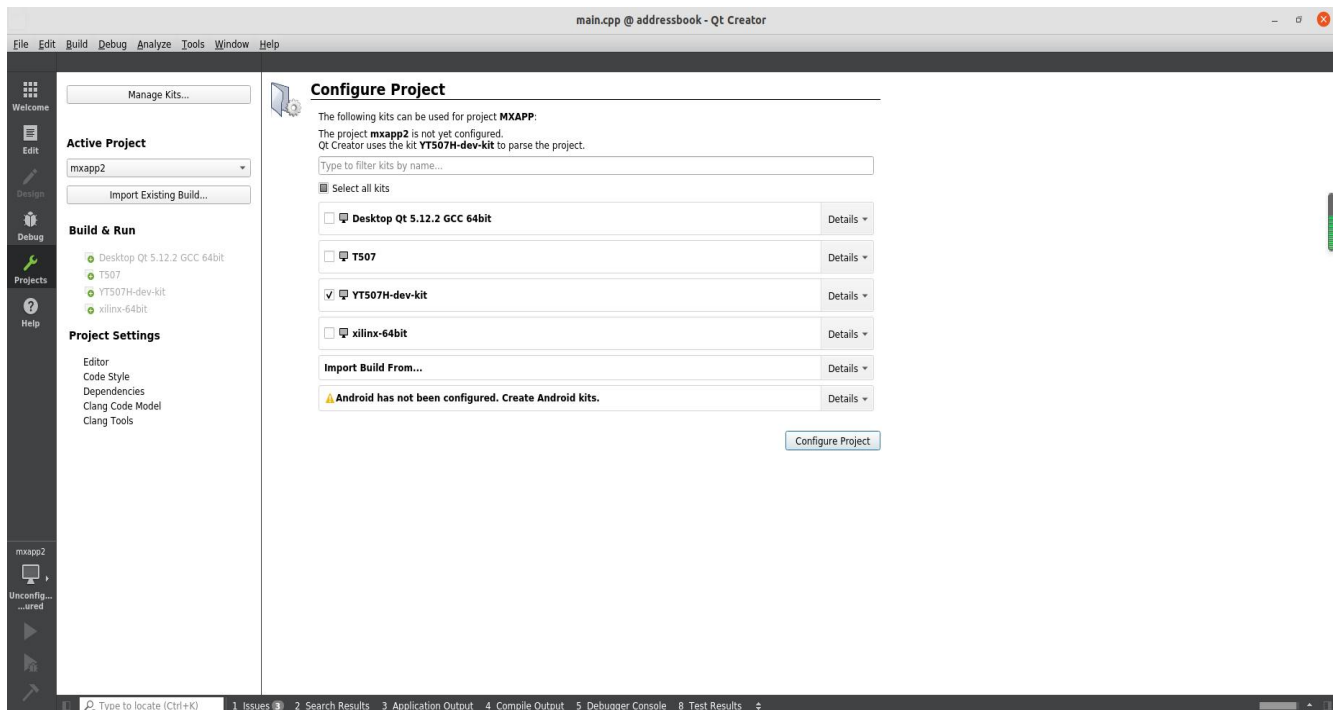 main.cpp @ addressbook - Qt Creator
File Edit Build Debug Analyze Tools Window Help
Welcome
Edit
Design
Debug
Projects
Help
mxapp2
Unconfig...
...ured
Manage Kits...
Active Project
mxapp2
Import Existing Build...
Build & Run
Desktop Qt 5.12.2 GCC 64bit
T507
YT507H-dev-kit
xilinx-64bit
Project Settings
Editor
Code Style
Dependencies
Clang Code Model
Clang Tools
Configure Project
The following kits can be used for project MXAPP:
The project mxapp2 is not yet configured.
Qt Creator uses the kit YT507H-dev-kit to parse the project.
Type to filter kits by name...
Select all kits
Desktop Qt 5.12.2 GCC 64bit Details
T507 Details
YT507H-dev-kit Details
xilinx-64bit Details
Import Build From... Details
Android has not been configured. Create Android kits. Details
Configure Project
Type to locate (Ctrl+K) 1 Issues 3 2 Search Results 3 Application Output 4 Compile Output 5 Debugger Console 8 Test Results